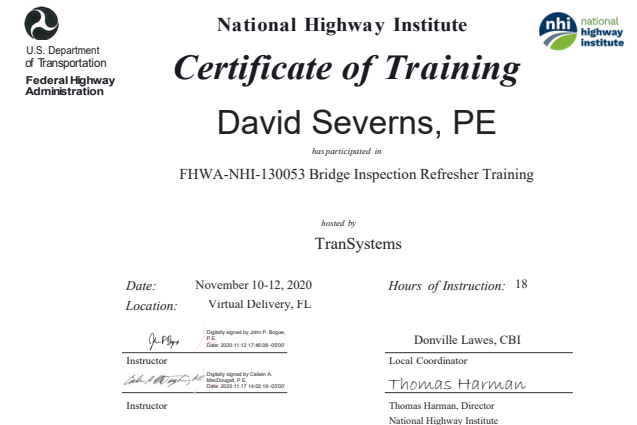 National Highway Institute
nhi national
highway
institute
U.S. Department
of Transportation
Federal Highway
Administration
Certificate of Training
David Severns, PE
has participated in
FHWA-NHI-130053 Bridge Inspection Refresher Training
hosted by
TranSystems
Date: November 10-12, 2020
Hours of Instruction: 18
Location: Virtual Delivery, FL
Digitally signed by John P. Bogue,
P.E.
Date: 2020.11.12 17:46:08 -05'00'
Donville Lawes, CBI
Instructor
Local Coordinator
Digitally signed by Callein A.
MacDougall, P.E.
Date: 2020.11.17 14:02:19 -05'00'
Thomas Harman
Instructor
Thomas Harman, Director
National Highway Institute